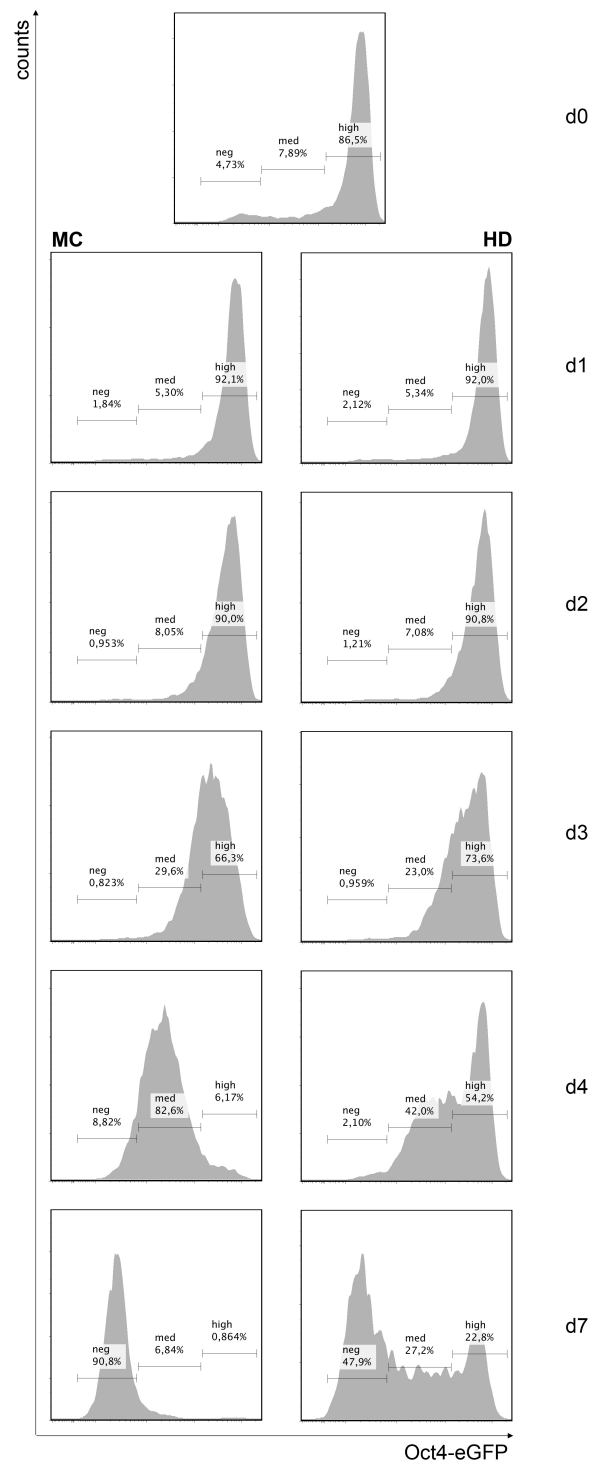 counts
d0
neg
4,73%
med
7,89%
high
86,5%
MC
HD
d1
neg
1,84%
med
5,30%
high
92,1%
neg
2,12%
med
5,34%
high
92,0%
d2
neg
0,953%
med
8,05%
high
90,0%
neg
1,21%
med
7,08%
high
90,8%
d3
neg
0,823%
med
29,6%
high
66,3%
neg
0,959%
med
23,0%
high
73,6%
d4
neg
8,82%
med
82,6%
high
6,17%
neg
2,10%
med
42,0%
high
54,2%
d7
neg
90,8%
med
6,84%
high
0,864%
neg
47,9%
med
27,2%
high
22,8%
Oct4-eGFP